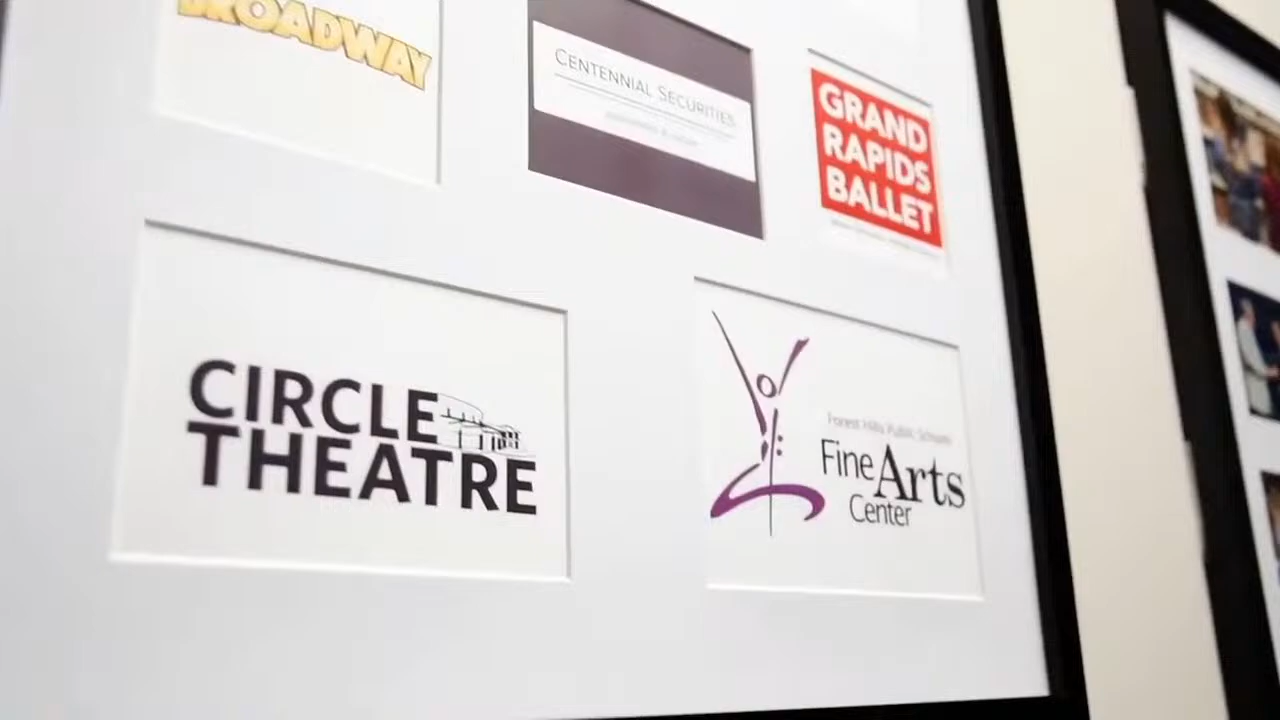 BROADWAY
CENTENNIAL SECURITIES
GRAND
RAPIDS
BALLET
CIRCLE
THEATRE
Forest Hills Public Schools
Fine Arts
Center